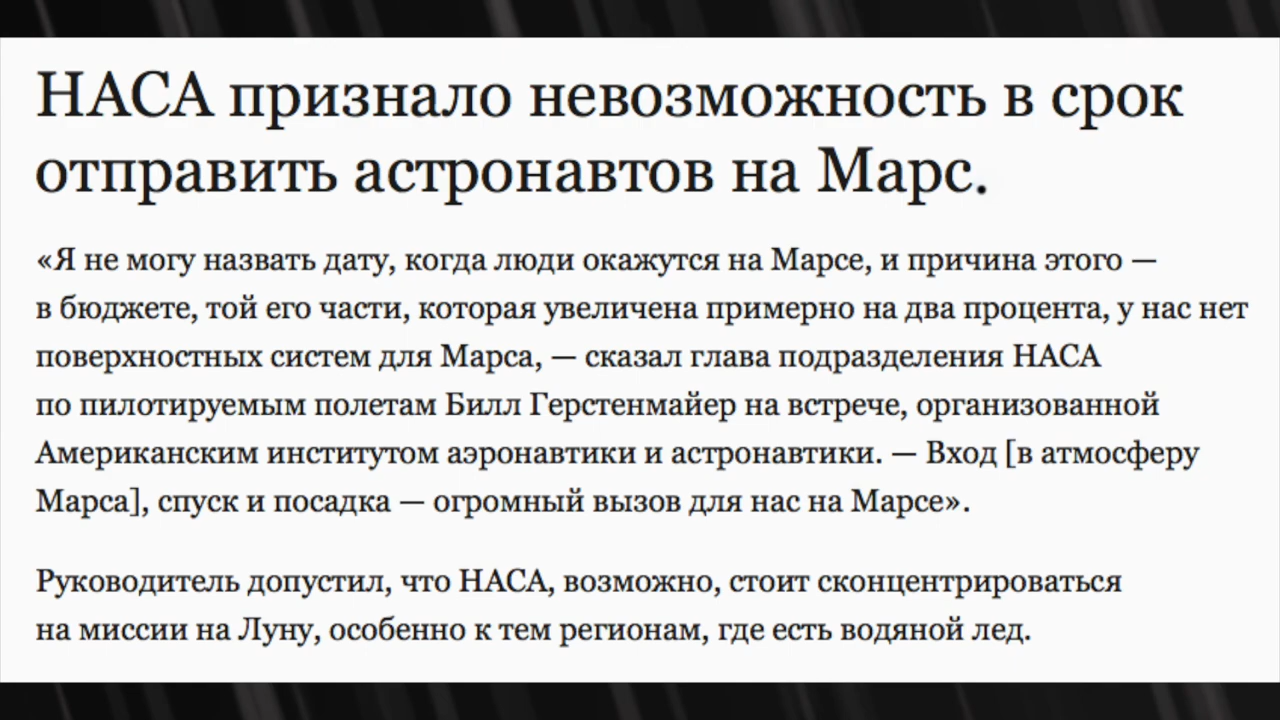 НАСА признало невозможность в срок
отправить астронавтов на Марс.
«Я не могу назвать дату, когда люди окажутся на Марсе, и причина этого —
в бюджете, той его части, которая увеличена примерно на два процента, у нас нет
поверхностных систем для Марса, — сказал глава подразделения НАСА
по пилотируемым полетам Билл Герстенмайер на встрече, организованной
Американским институтом аэронавтики и астронавтики. — Вход [в атмосферу
Марса], спуск и посадка — огромный вызов для нас на Марсе».
Руководитель допустил, что НАСА, возможно, стоит сконцентрироваться
на миссии на Луну, особенно к тем регионам, где есть водяной лед.